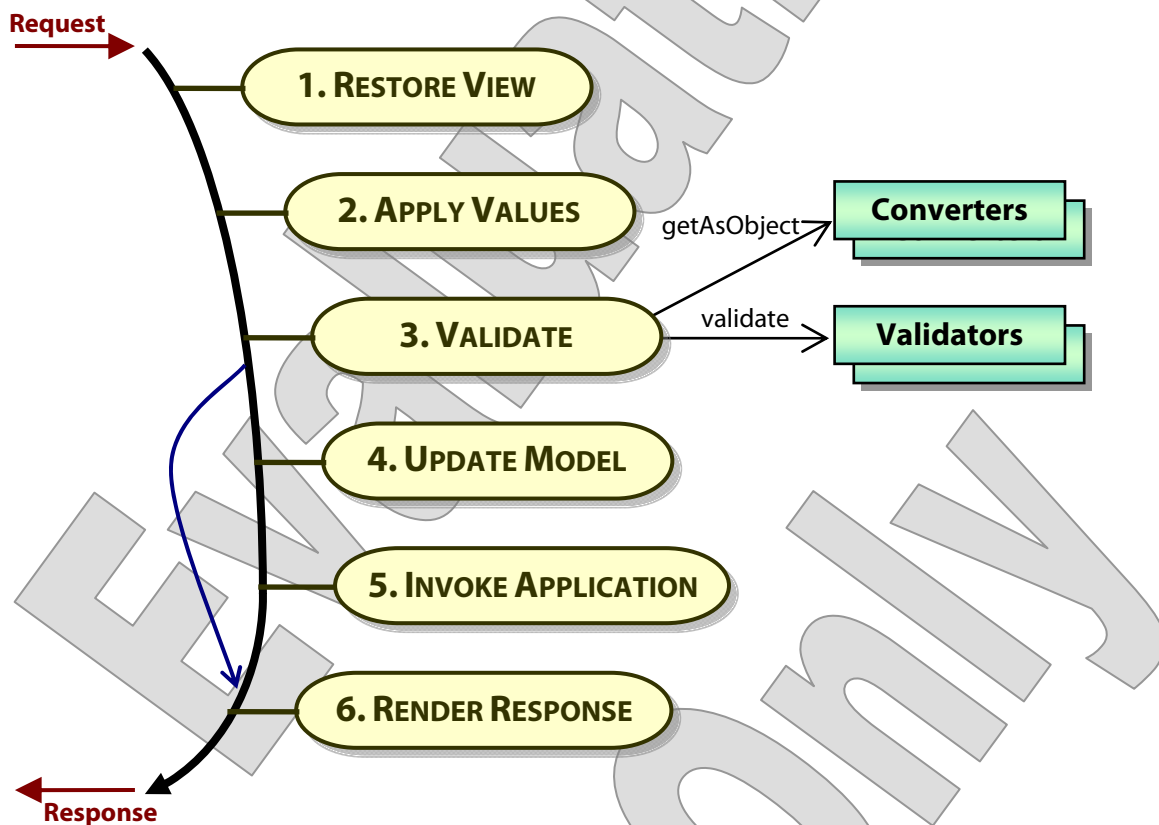 Request
1. RESTORE VIEW
2. APPLY VALUES
getAsObject
Converters
3. VALIDATE
validate
Validators
4. UPDATE MODEL
5. INVOKE APPLICATION
6. RENDER RESPONSE
Response